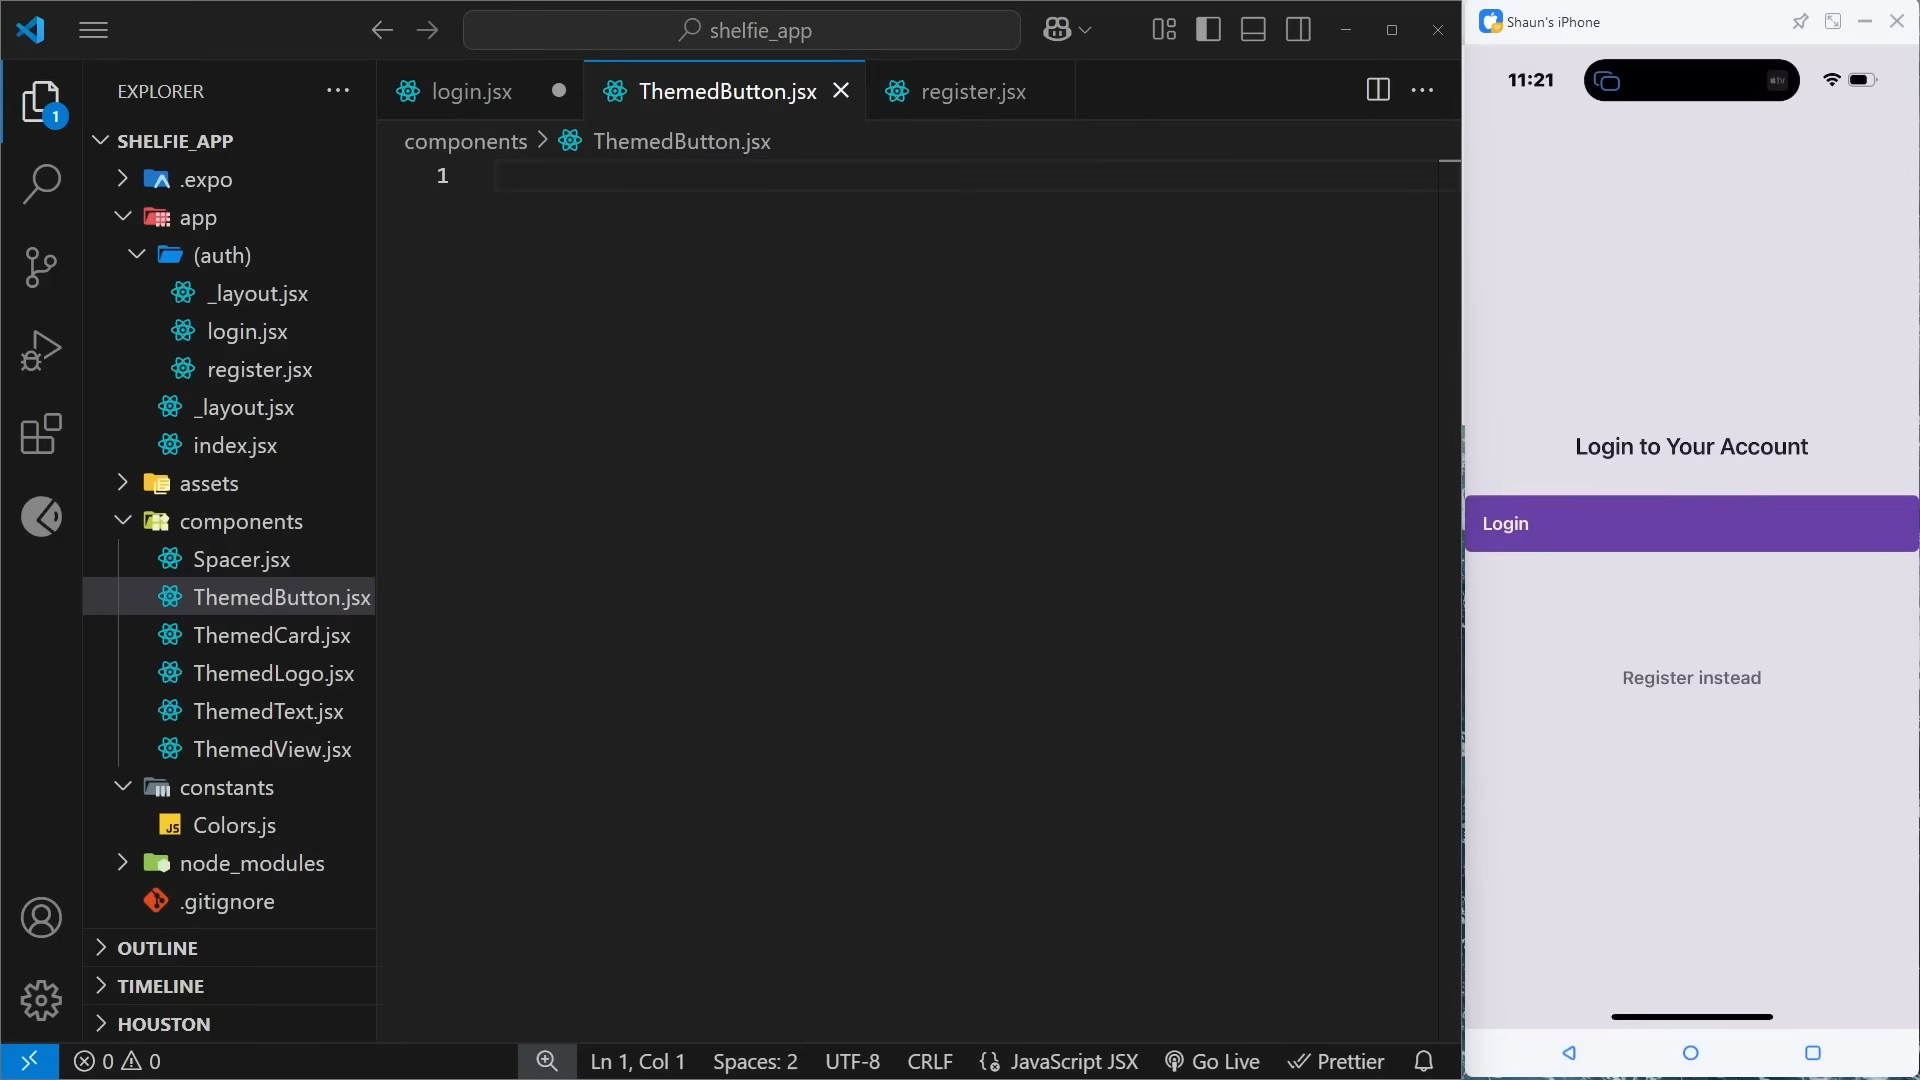 shelfie_app
Shaun's iPhone
EXPLORER
login.jsx
ThemedButton.jsx
register.jsx
11:21
components > ThemedButton.jsx
1
1
SHELFIE_APP
.expo
app
(auth)
_layout.jsx
login.jsx
register.jsx
_layout.jsx
index.jsx
assets
components
Spacer.jsx
ThemedButton.jsx
ThemedCard.jsx
ThemedLogo.jsx
ThemedText.jsx
ThemedView.jsx
constants
JS Colors.js
node_modules
.gitignore
OUTLINE
TIMELINE
HOUSTON
Login to Your Account
Login
Register instead
0 0
Ln 1, Col 1
Spaces: 2
UTF-8
CRLF
JavaScript JSX
Go Live
Prettier